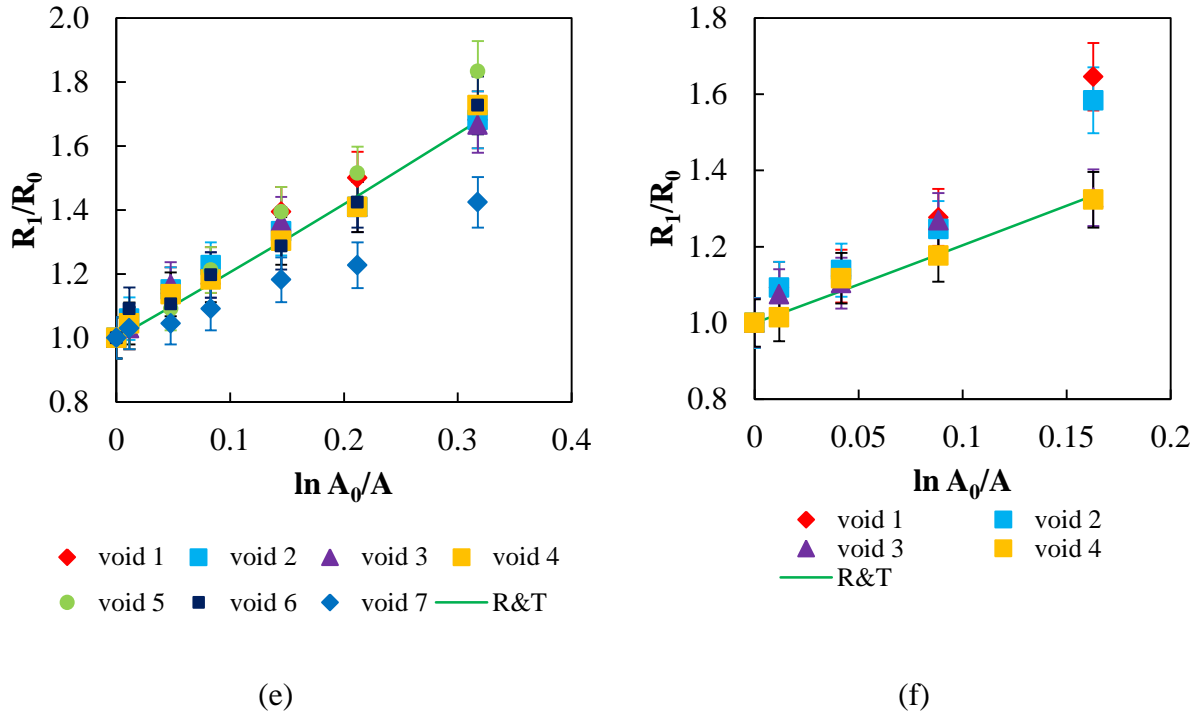 2.0
1.8
1.6
1.4
1.2
1.0
0.8
R1/R0
0 0.1 0.2 0.3 0.4
ln A0/A
void 1 void 2 void 3 void 4
void 5 void 6 void 7 R&T
(e)
1.8
1.6
1.4
1.2
1.0
0.8
R1/R0
0 0.05 0.1 0.15 0.2
ln A0/A
void 1 void 2
void 3 void 4
R&T
(f)